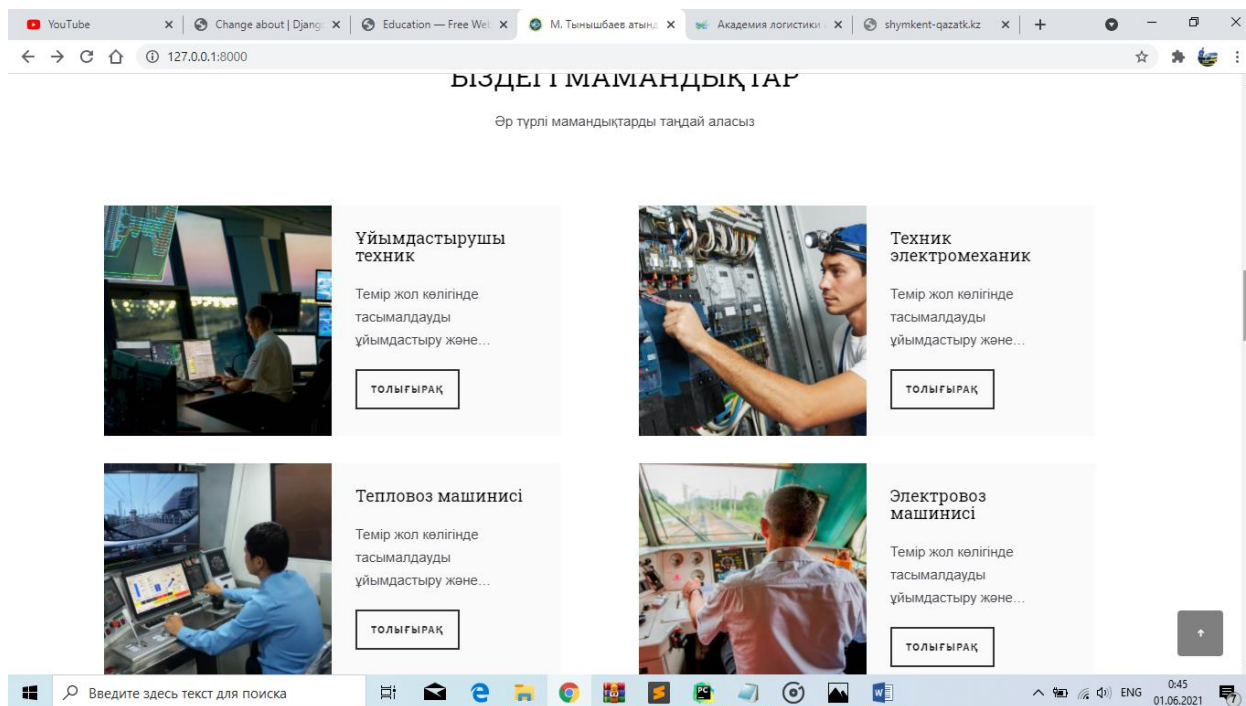 YouTube
Change about | Djang
Education — Free Wel
М. Тынышбаев атынд
Академия логистики
shymkent-qazatk.kz
127.0.0.1:8000
БІЗДЕГІ МАМАНДЫҚТАР
Әр түрлі мамандықтарды таңдай аласыз
Ұйымдастырушы
техник
Темір жол көлігінде
тасымалдауды
ұйымдастыру және...
ТОЛЫҒЫРАҚ
Техник
электромеханик
Темір жол көлігінде
тасымалдауды
ұйымдастыру және...
ТОЛЫҒЫРАҚ
Тепловоз машинисі
Темір жол көлігінде
тасымалдауды
ұйымдастыру және...
ТОЛЫҒЫРАҚ
Электровоз
машинисі
Темір жол көлігінде
тасымалдауды
ұйымдастыру және...
ТОЛЫҒЫРАҚ
Введите здесь текст для поиска
ENG
0:45
01.06.2021
7